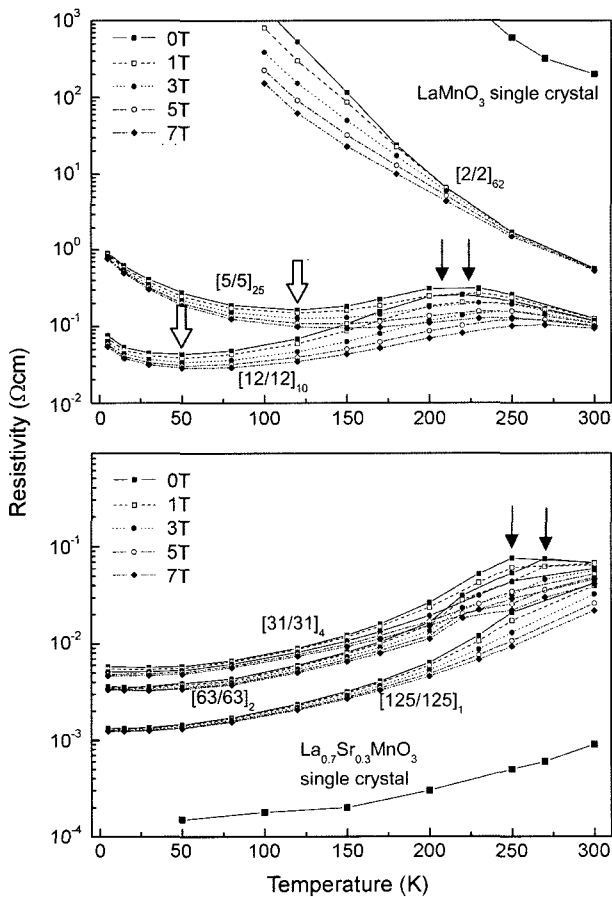 10³
10²
10¹
10⁰
10⁻¹
10⁻²
0T
1T
3T
5T
7T
LaMnO₃ single crystal
[2/2]₆₂
[5/5]₂₅
[12/12]₁₀
0 50 100 150 200 250 300
Resistivity (Ωcm)
10⁻¹
10⁻²
10⁻³
10⁻⁴
0T
1T
3T
5T
7T
[31/31]₄
[63/63]₂
[125/125]₁
La₀.₇Sr₀.₃MnO₃
single crystal
0 50 100 150 200 250 300
Temperature (K)